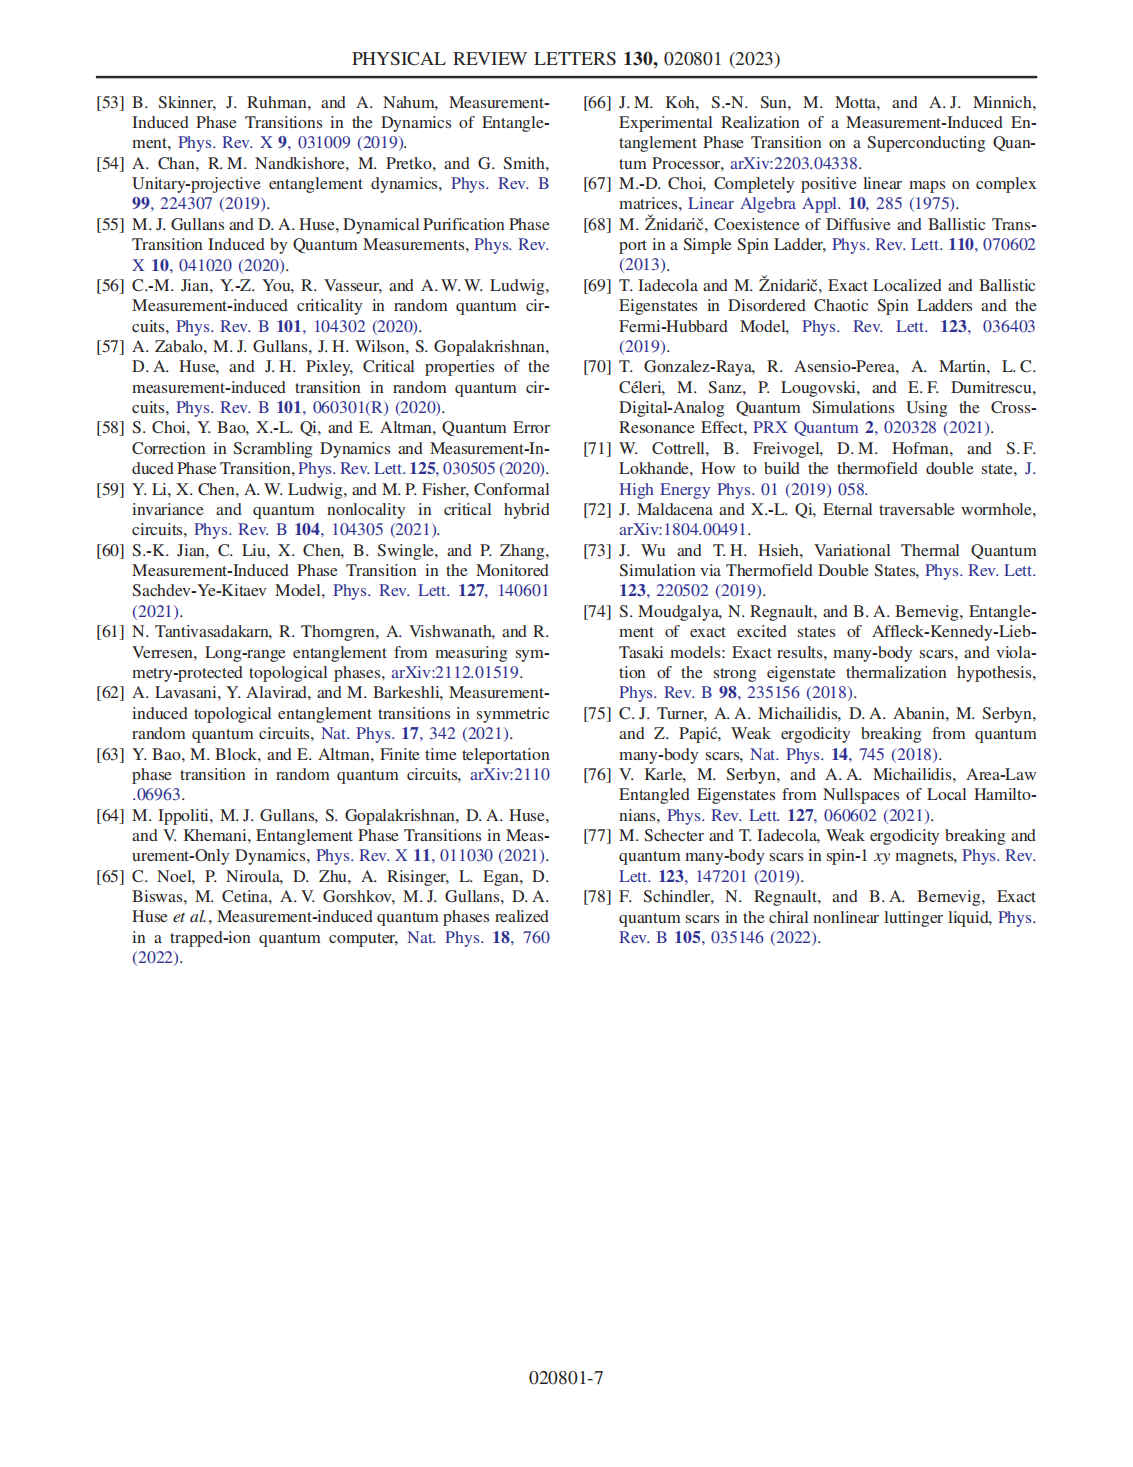 PHYSICAL REVIEW LETTERS 130, 020801 (2023)
[53] B. Skinner, J. Ruhman, and A. Nahum, Measurement-
Induced Phase Transitions in the Dynamics of Entangle-
ment, Phys. Rev. X 9, 031009 (2019).
[54] A. Chan, R. M. Nandkishore, M. Pretko, and G. Smith,
Unitary-projective entanglement dynamics, Phys. Rev. B
99, 224307 (2019).
[55] M. J. Gullans and D. A. Huse, Dynamical Purification Phase
Transition Induced by Quantum Measurements, Phys. Rev.
X 10, 041020 (2020).
[56] C.-M. Jian, Y.-Z. You, R. Vasseur, and A. W. W. Ludwig,
Measurement-induced criticality in random quantum cir-
cuits, Phys. Rev. B 101, 104302 (2020).
[57] A. Zabalo, M. J. Gullans, J. H. Wilson, S. Gopalakrishnan,
D. A. Huse, and J. H. Pixley, Critical properties of the
measurement-induced transition in random quantum cir-
cuits, Phys. Rev. B 101, 060301(R) (2020).
[58] S. Choi, Y. Bao, X.-L. Qi, and E. Altman, Quantum Error
Correction in Scrambling Dynamics and Measurement-In-
duced Phase Transition, Phys. Rev. Lett. 125, 030505 (2020).
[59] Y. Li, X. Chen, A. W. Ludwig, and M. P. Fisher, Conformal
invariance and quantum nonlocality in critical hybrid
circuits, Phys. Rev. B 104, 104305 (2021).
[60] S.-K. Jian, C. Liu, X. Chen, B. Swingle, and P. Zhang,
Measurement-Induced Phase Transition in the Monitored
Sachdev-Ye-Kitaev Model, Phys. Rev. Lett. 127, 140601
(2021).
[61] N. Tantivasadakarn, R. Thorngren, A. Vishwanath, and R.
Verresen, Long-range entanglement from measuring sym-
metry-protected topological phases, arXiv:2112.01519.
[62] A. Lavasani, Y. Alavirad, and M. Barkeshli, Measurement-
induced topological entanglement transitions in symmetric
random quantum circuits, Nat. Phys. 17, 342 (2021).
[63] Y. Bao, M. Block, and E. Altman, Finite time teleportation
phase transition in random quantum circuits, arXiv:2110
.06963.
[64] M. Ippoliti, M. J. Gullans, S. Gopalakrishnan, D. A. Huse,
and V. Khemani, Entanglement Phase Transitions in Meas-
urement-Only Dynamics, Phys. Rev. X 11, 011030 (2021).
[65] C. Noel, P. Niroula, D. Zhu, A. Risinger, L. Egan, D.
Biswas, M. Cetina, A. V. Gorshkov, M. J. Gullans, D. A.
Huse et al., Measurement-induced quantum phases realized
in a trapped-ion quantum computer, Nat. Phys. 18, 760
(2022).
[66] J. M. Koh, S.-N. Sun, M. Motta, and A. J. Minnich,
Experimental Realization of a Measurement-Induced En-
tanglement Phase Transition on a Superconducting Quan-
tum Processor, arXiv:2203.04338.
[67] M.-D. Choi, Completely positive linear maps on complex
matrices, Linear Algebra Appl. 10, 285 (1975).
[68] M. Žnidarič, Coexistence of Diffusive and Ballistic Trans-
port in a Simple Spin Ladder, Phys. Rev. Lett. 110, 070602
(2013).
[69] T. Iadecola and M. Žnidarič, Exact Localized and Ballistic
Eigenstates in Disordered Chaotic Spin Ladders and the
Fermi-Hubbard Model, Phys. Rev. Lett. 123, 036403
(2019).
[70] T. Gonzalez-Raya, R. Asensio-Perea, A. Martin, L. C.
Céleri, M. Sanz, P. Lougovski, and E. F. Dumitrescu,
Digital-Analog Quantum Simulations Using the Cross-
Resonance Effect, PRX Quantum 2, 020328 (2021).
[71] W. Cottrell, B. Freivogel, D. M. Hofman, and S. F.
Lokhande, How to build the thermofield double state, J.
High Energy Phys. 01 (2019) 058.
[72] J. Maldacena and X.-L. Qi, Eternal traversable wormhole,
arXiv:1804.00491.
[73] J. Wu and T. H. Hsieh, Variational Thermal Quantum
Simulation via Thermofield Double States, Phys. Rev. Lett.
123, 220502 (2019).
[74] S. Moudgalya, N. Regnault, and B. A. Bernevig, Entangle-
ment of exact excited states of Affleck-Kennedy-Lieb-
Tasaki models: Exact results, many-body scars, and viola-
tion of the strong eigenstate thermalization hypothesis,
Phys. Rev. B 98, 235156 (2018).
[75] C. J. Turner, A. A. Michailidis, D. A. Abanin, M. Serbyn,
and Z. Papić, Weak ergodicity breaking from quantum
many-body scars, Nat. Phys. 14, 745 (2018).
[76] V. Karle, M. Serbyn, and A. A. Michailidis, Area-Law
Entangled Eigenstates from Nullspaces of Local Hamilto-
nians, Phys. Rev. Lett. 127, 060602 (2021).
[77] M. Schecter and T. Iadecola, Weak ergodicity breaking and
quantum many-body scars in spin-1 xy magnets, Phys. Rev.
Lett. 123, 147201 (2019).
[78] F. Schindler, N. Regnault, and B. A. Bernevig, Exact
quantum scars in the chiral nonlinear luttinger liquid, Phys.
Rev. B 105, 035146 (2022).
020801-7